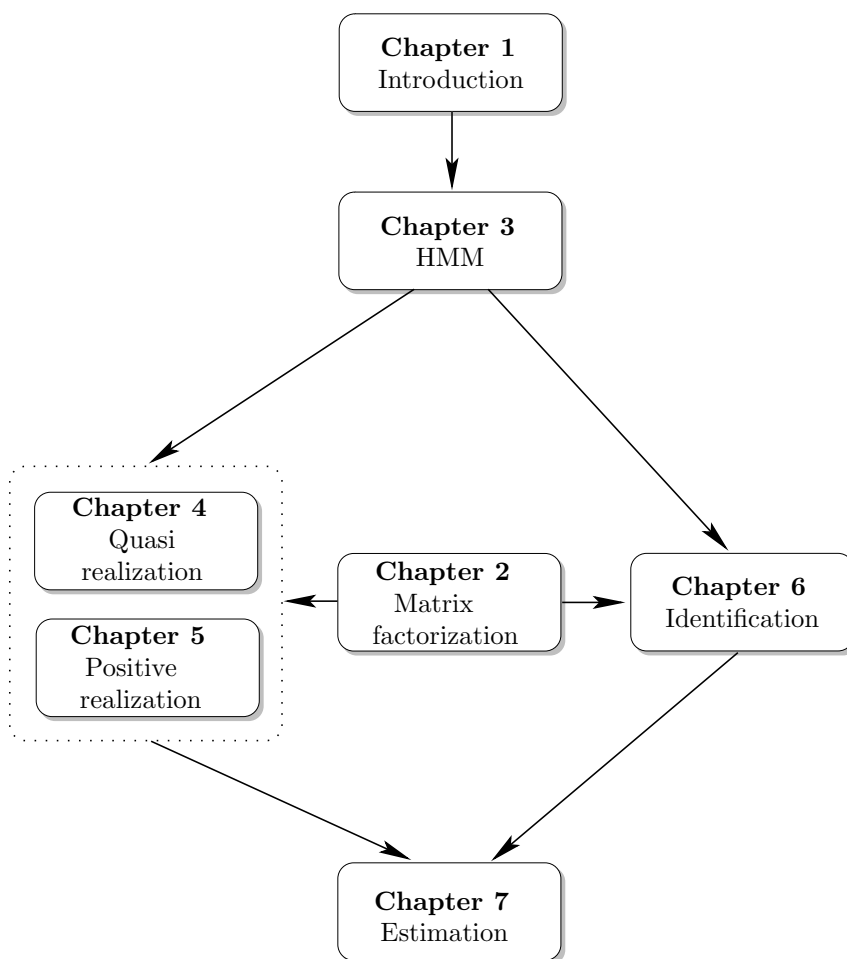 Chapter 1
Introduction
Chapter 3
HMM
Chapter 4
Quasi
realization
Chapter 5
Positive
realization
Chapter 2
Matrix
factorization
Chapter 6
Identification
Chapter 7
Estimation